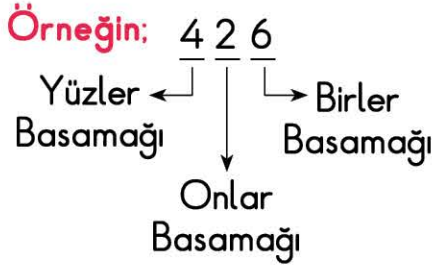 Örneğin; 4 2 6
Yüzler
Basamağı
Birler
Basamağı
Onlar
Basamağı